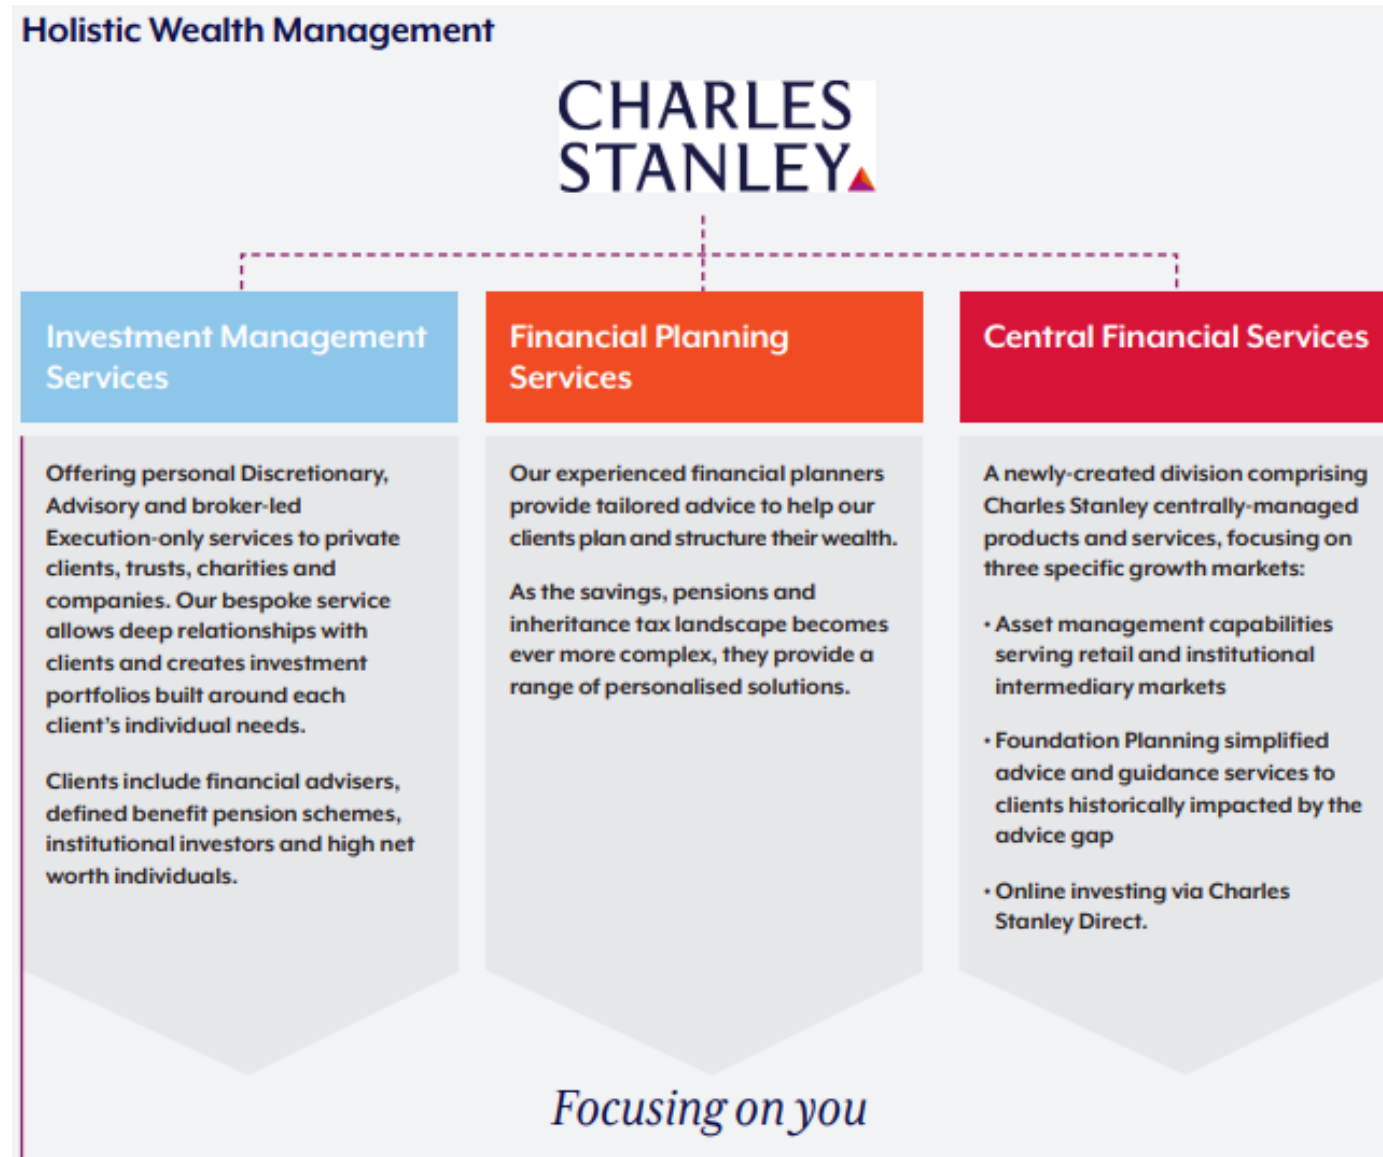 Holistic Wealth Management
CHARLES
STANLEY
Investment Management
Services
Offering personal Discretionary,
Advisory and broker-led
Execution-only services to private
clients, trusts, charities and
companies. Our bespoke service
allows deep relationships with
clients and creates investment
portfolios built around each
client's individual needs.
Clients include financial advisers,
defined benefit pension schemes,
institutional investors and high net
worth individuals.
Financial Planning
Services
Our experienced financial planners
provide tailored advice to help our
clients plan and structure their wealth.
As the savings, pensions and
inheritance tax landscape becomes
ever more complex, they provide a
range of personalised solutions.
Central Financial Services
A newly-created division comprising
Charles Stanley centrally-managed
products and services, focusing on
three specific growth markets:
• Asset management capabilities
serving retail and institutional
intermediary markets
• Foundation Planning simplified
advice and guidance services to
clients historically impacted by the
advice gap
• Online investing via Charles
Stanley Direct.
Focusing on you